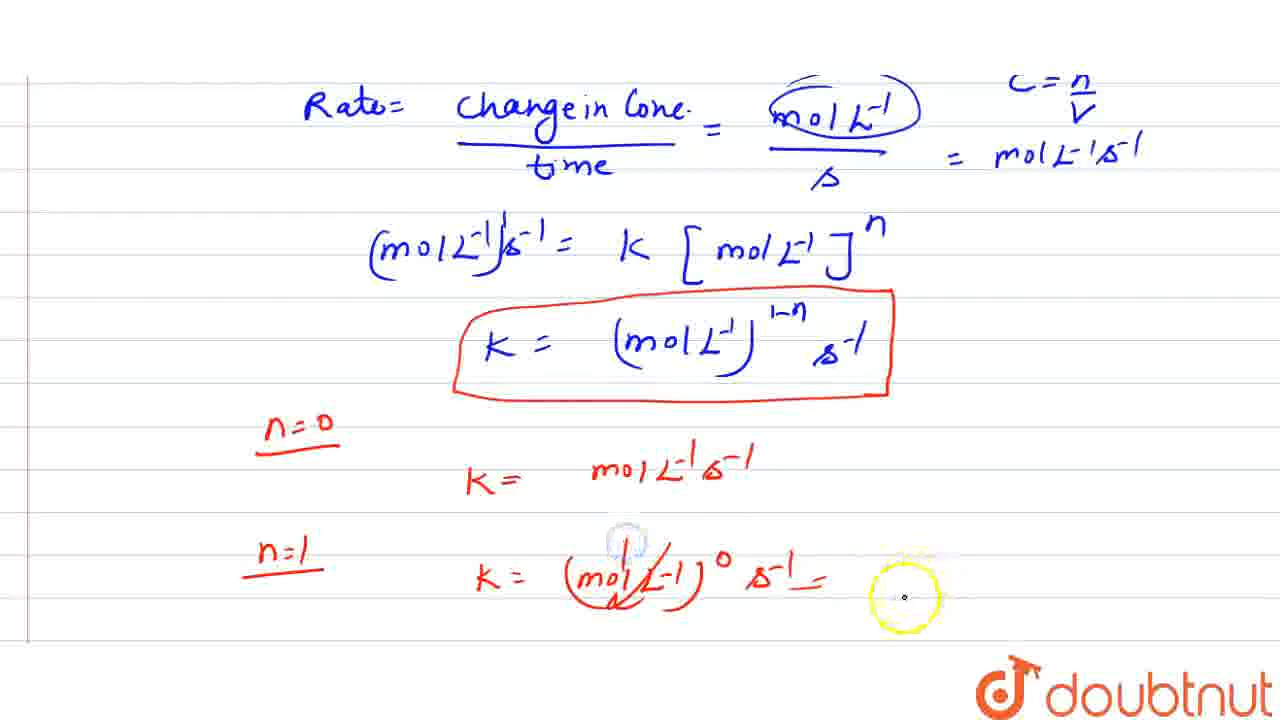 Rate = Change in Conc. / time = mol L⁻¹ / s = mol L⁻¹ s⁻¹
C = n / V
(mol L⁻¹)¹ s⁻¹ = K [mol L⁻¹]ⁿ
K = (mol L⁻¹)¹⁻ⁿ s⁻¹
n = 0
K = mol L⁻¹ s⁻¹
n = 1
K = (mol L⁻¹)⁰ s⁻¹ =
doubtnut